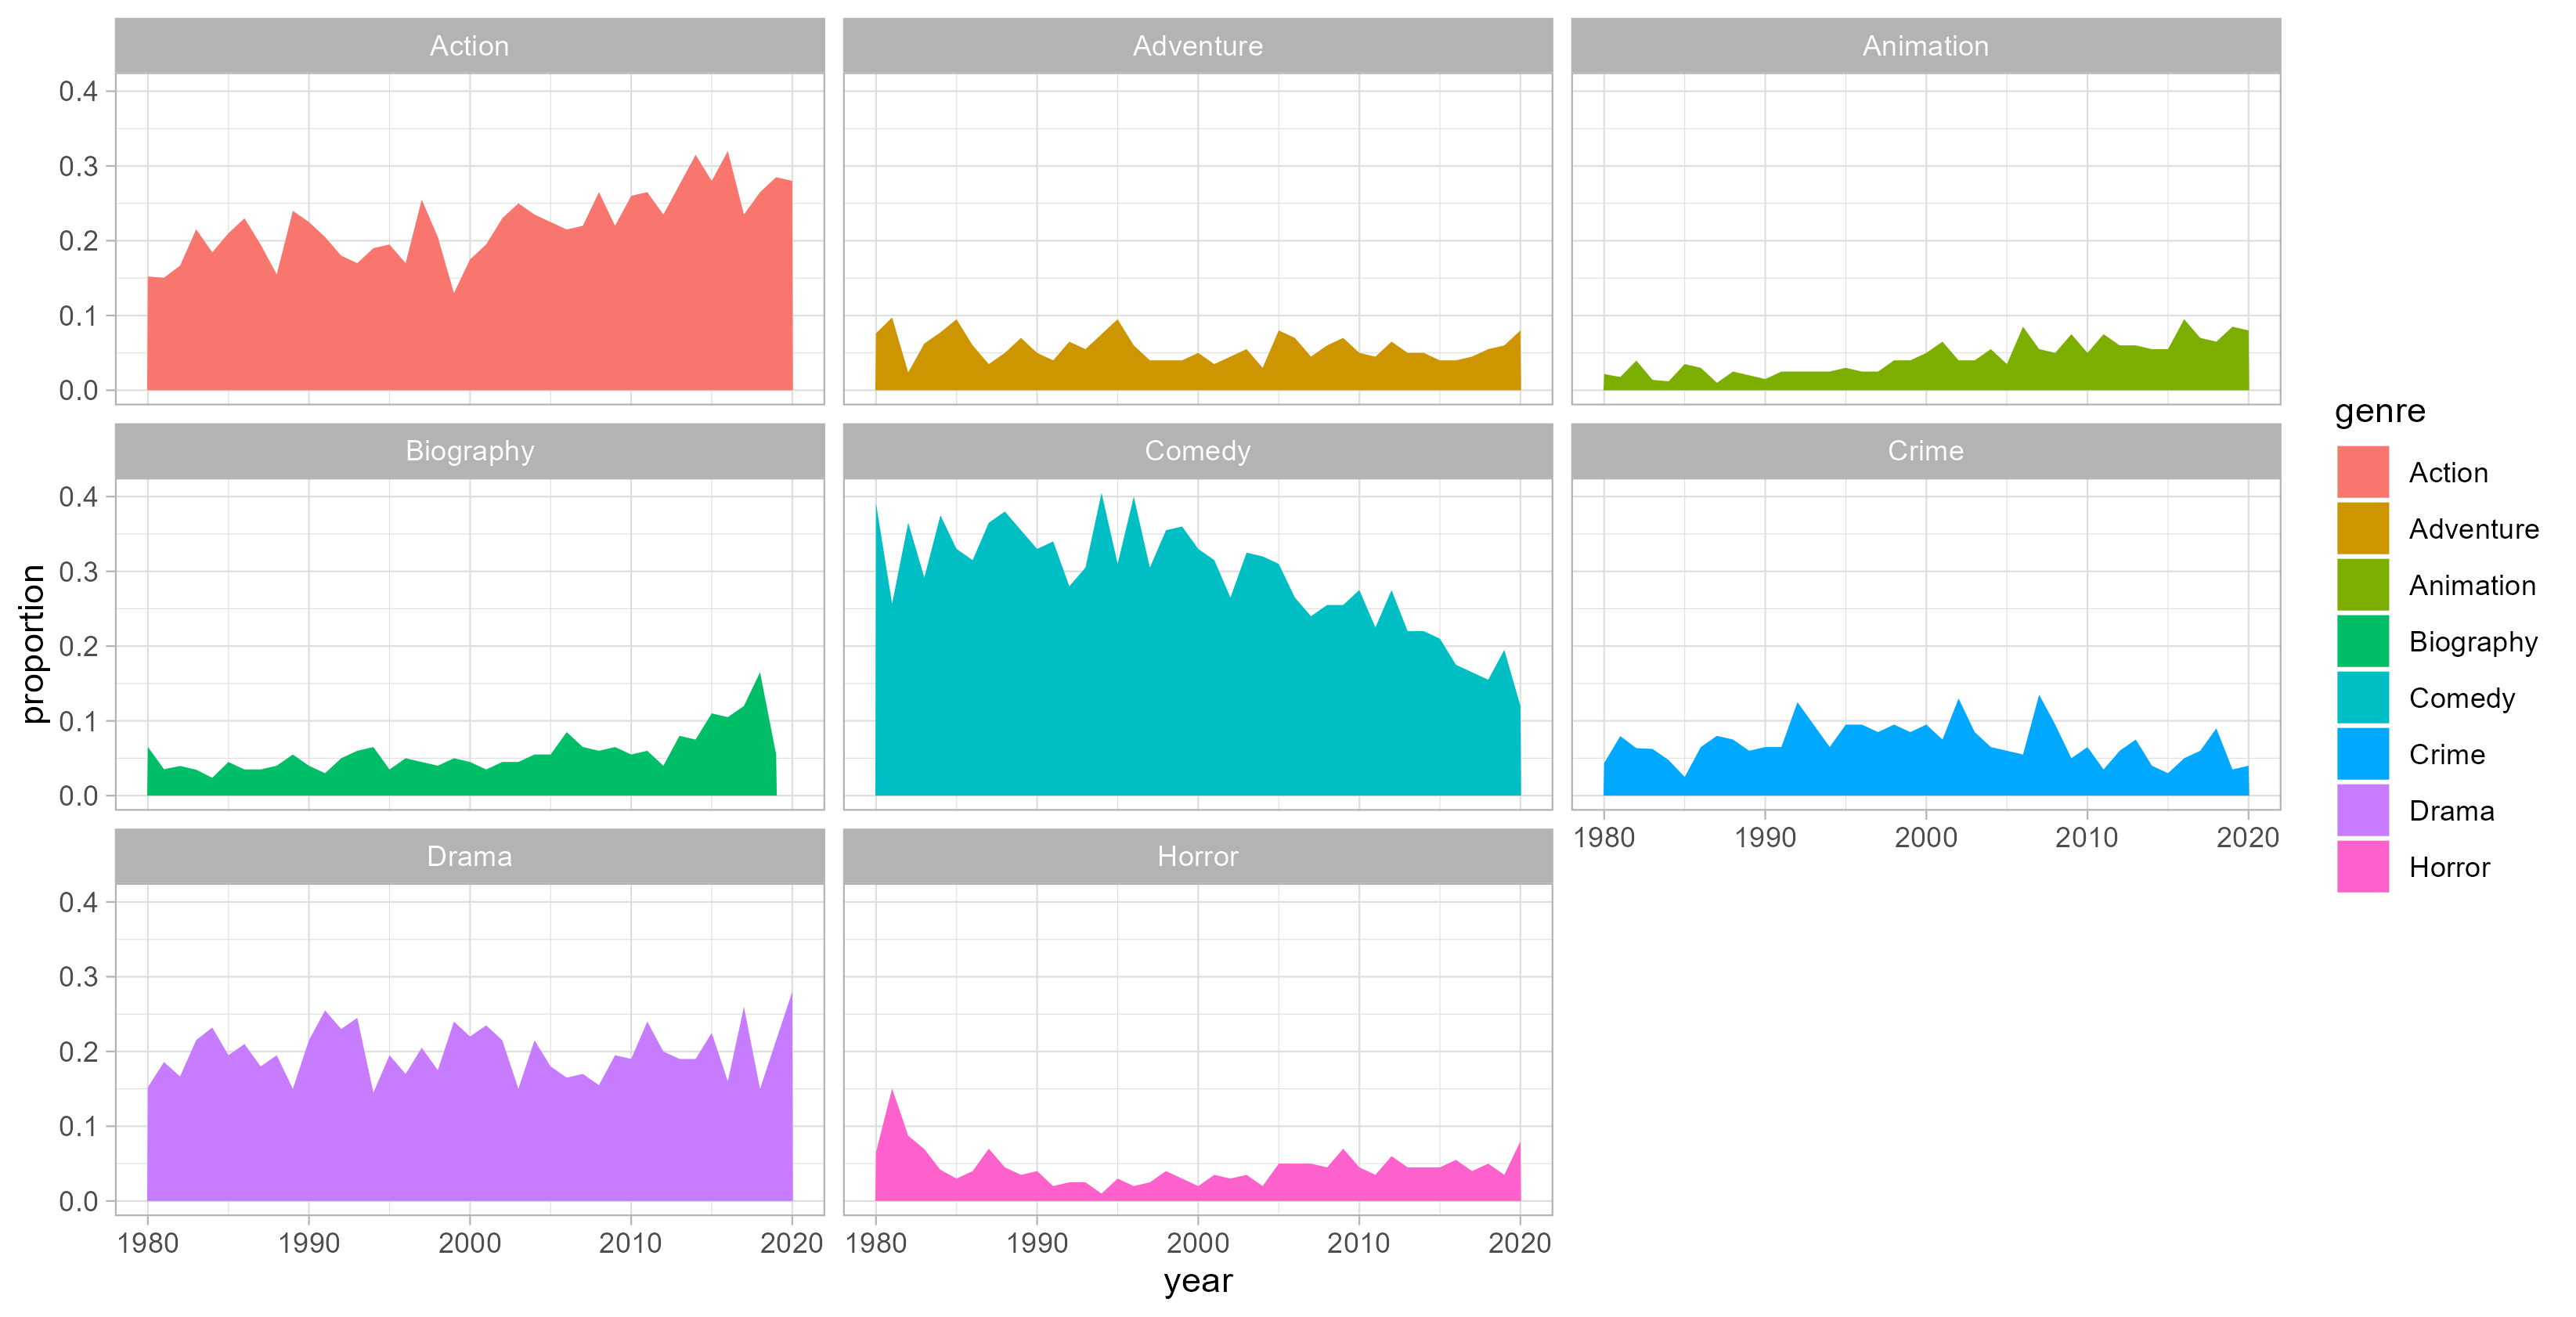 Action
Adventure
Animation
0.4
0.3
0.2
0.1
0.0
Biography
Comedy
Crime
0.4
0.3
0.2
0.1
0.0
1980 1990 2000 2010 2020
Drama
Horror
0.4
0.3
0.2
0.1
0.0
1980 1990 2000 2010 2020
1980 1990 2000 2010 2020
year
proportion
genre
Action
Adventure
Animation
Biography
Comedy
Crime
Drama
Horror